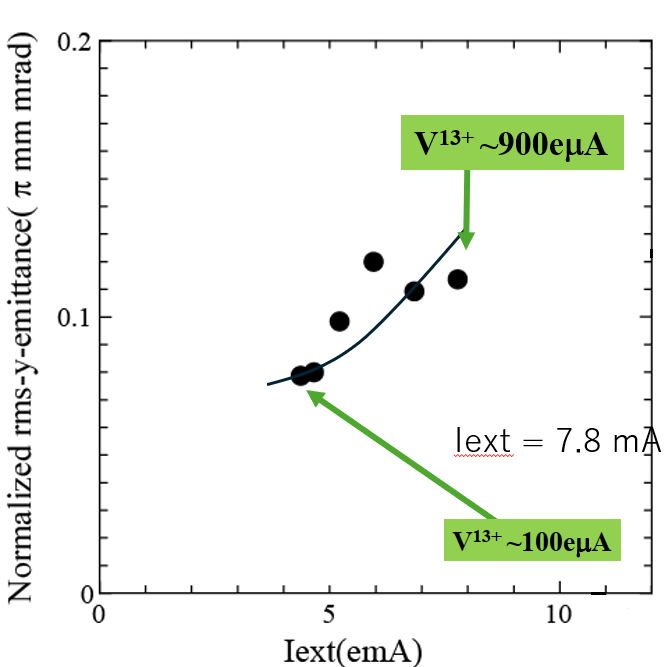 0.2
V13+ ~900eμA
Normalized rms-y-emittance( π mm mrad)
0.1
Iext = 7.8 mA
V13+ ~100eμA
0
0 5 10
Iext(emA)